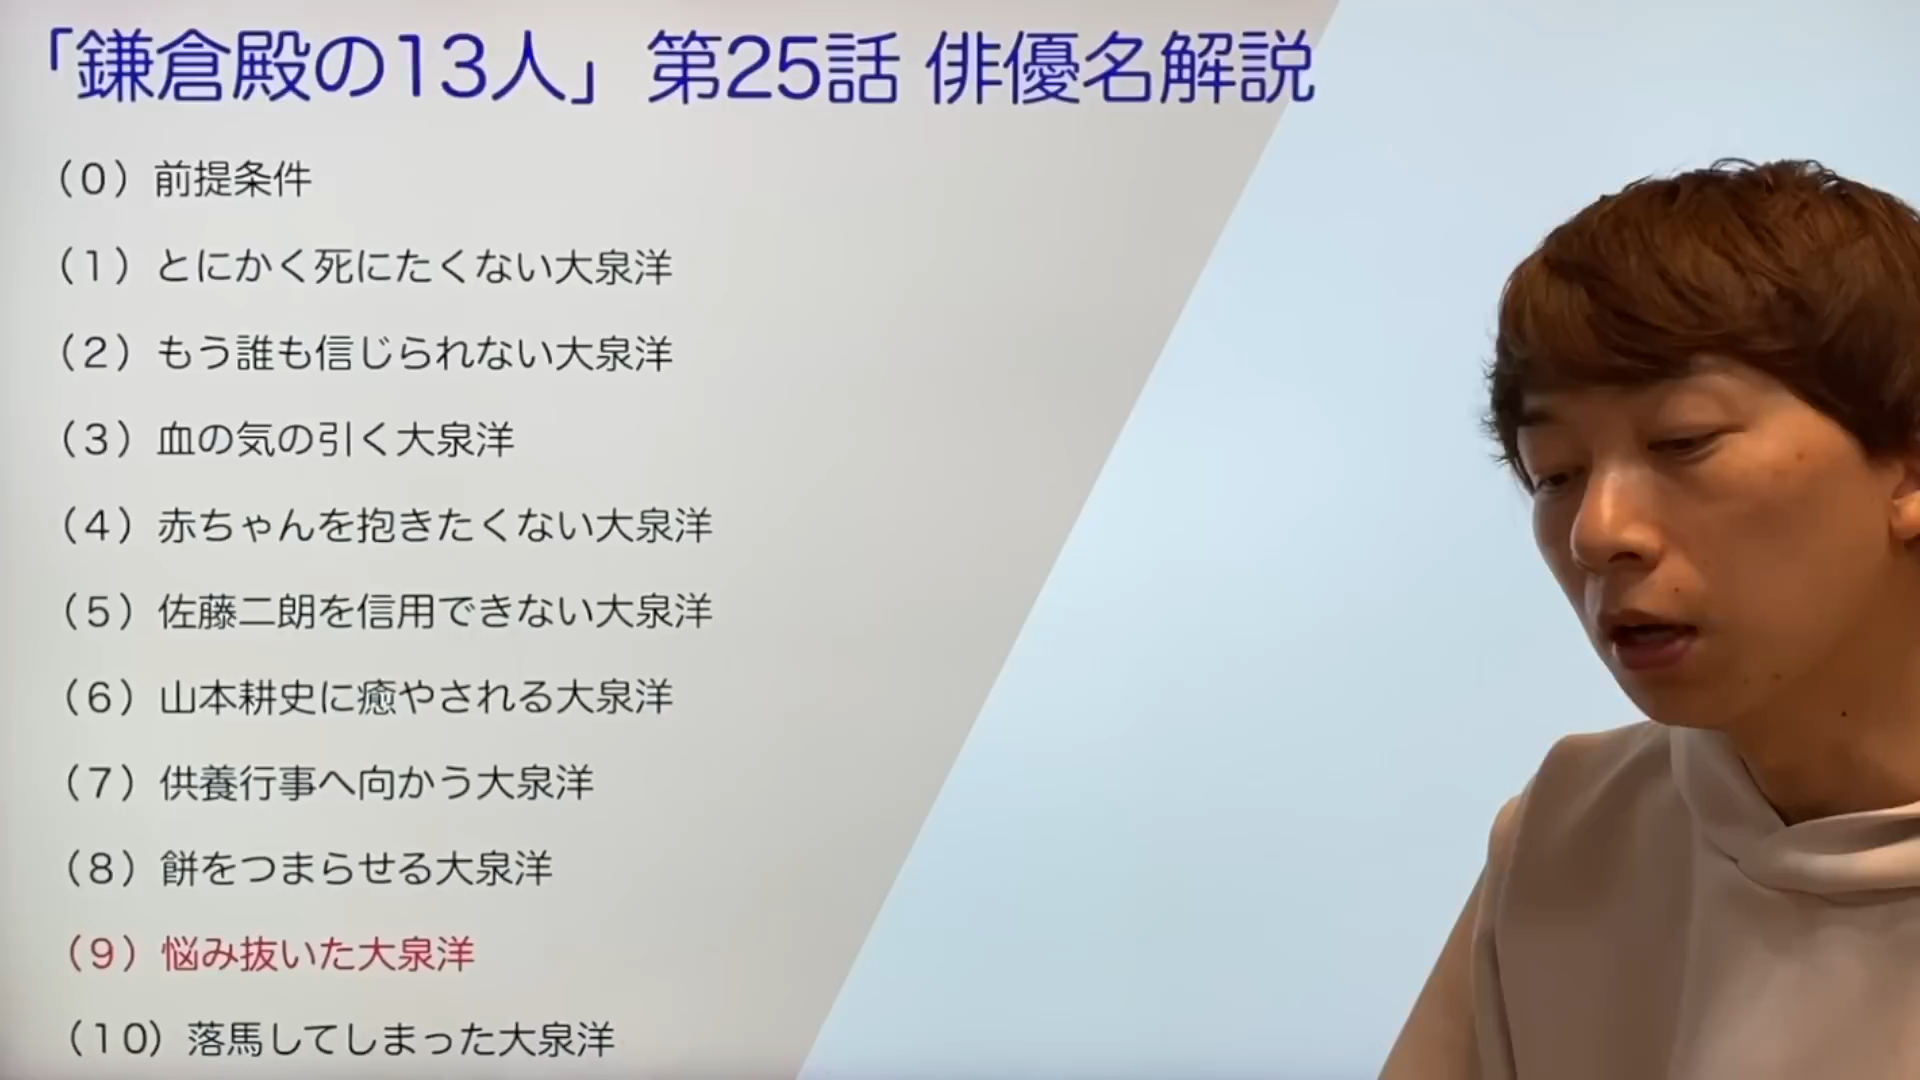 「鎌倉殿の13人」第25話 俳優名解説
（０）前提条件
（１）とにかく死にたくない大泉洋
（２）もう誰も信じられない大泉洋
（３）血の気の引く大泉洋
（４）赤ちゃんを抱きたくない大泉洋
（５）佐藤二朗を信用できない大泉洋
（６）山本耕史に癒やされる大泉洋
（７）供養行事へ向かう大泉洋
（８）餅をつまらせる大泉洋
（９）悩み抜いた大泉洋
（１０）落馬してしまった大泉洋